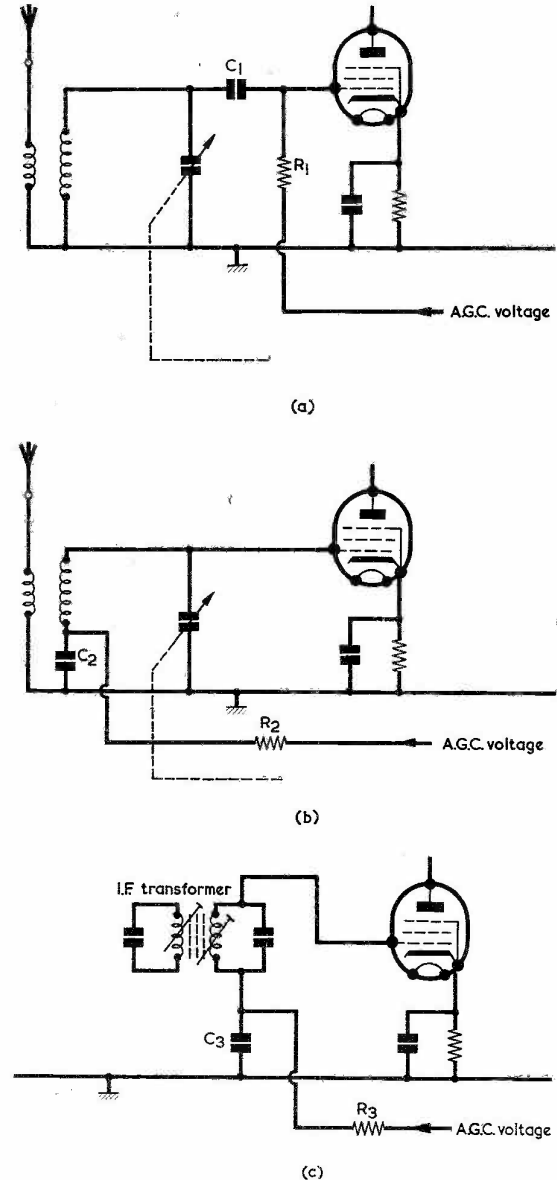 C1
R1
A.G.C. voltage
(a)
C2
R2
A.G.C. voltage
(b)
I.F. transformer
C3
R3
A.G.C. voltage
(c)